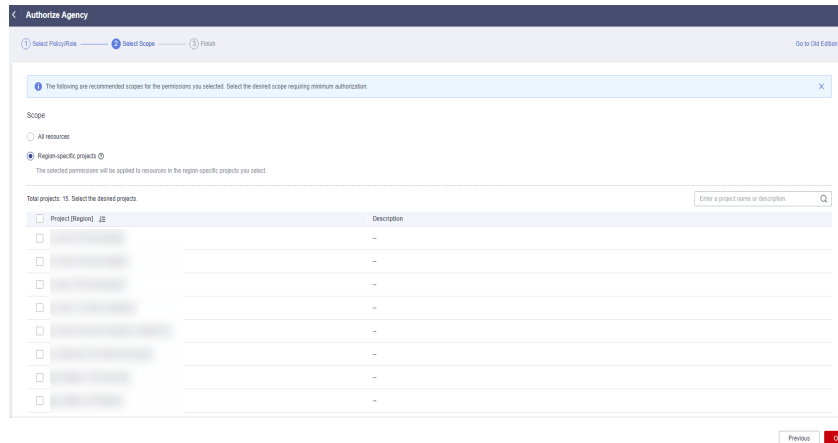 Authorize Agency
1 Select Policy/Role 2 Select Scope 3 Finish Go to Old Edition
The following are recommended scopes for the permissions you selected. Select the desired scope requiring minimum authorization.
Scope
All resources
Region-specific projects
The selected permissions will be applied to resources in the region-specific projects you select.
Total projects: 15. Select the desired projects.
Enter a project name or description.
Project [Region] Description
--
--
--
--
--
--
--
--
Previous